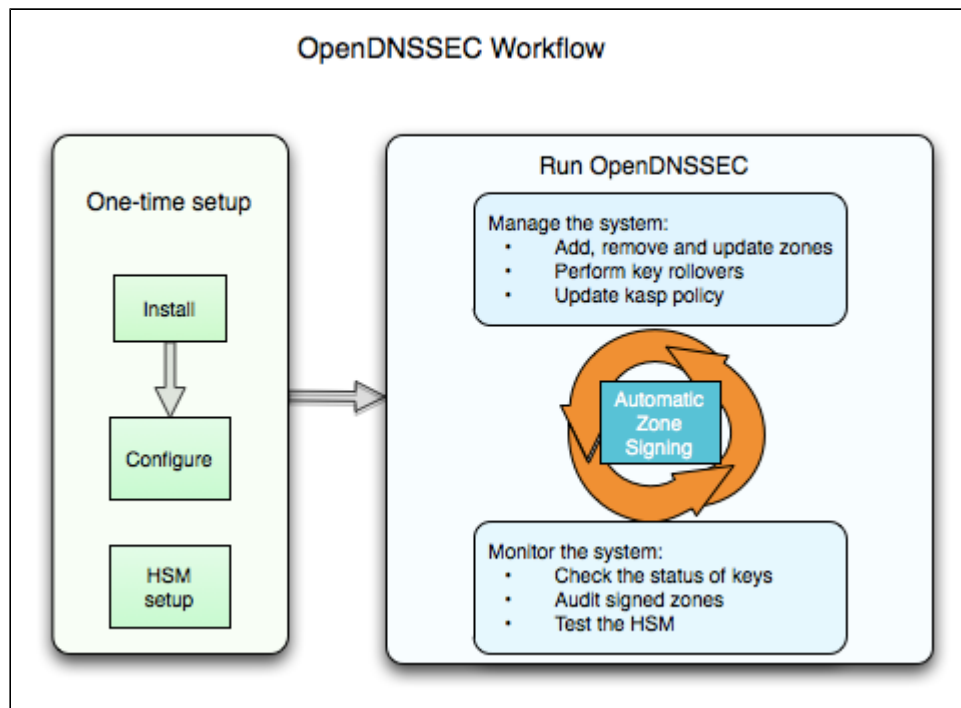 OpenDNSSEC Workflow
One-time setup
Install
Configure
HSM
setup
Run OpenDNSSEC
Manage the system:
• Add, remove and update zones
• Perform key rollovers
• Update kasp policy
Automatic
Zone
Signing
Monitor the system:
• Check the status of keys
• Audit signed zones
• Test the HSM